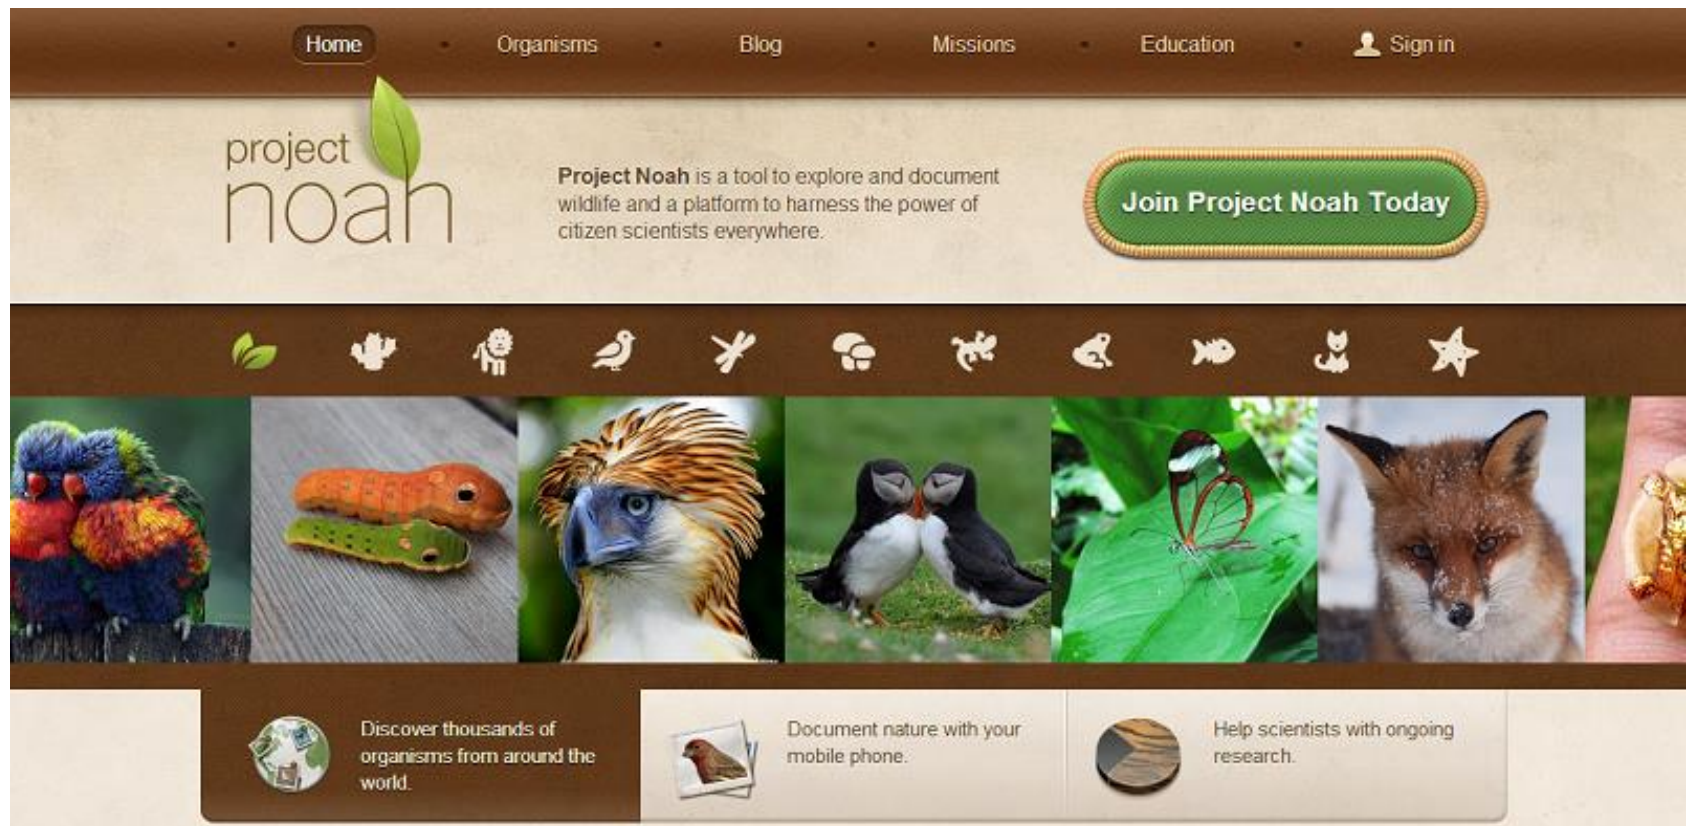 Home
Organisms
Blog
Missions
Education
Sign in
project
noah
Project Noah is a tool to explore and document
wildlife and a platform to harness the power of
citizen scientists everywhere.
Join Project Noah Today
Discover thousands of
organisms from around the
world.
Document nature with your
mobile phone.
Help scientists with ongoing
research.